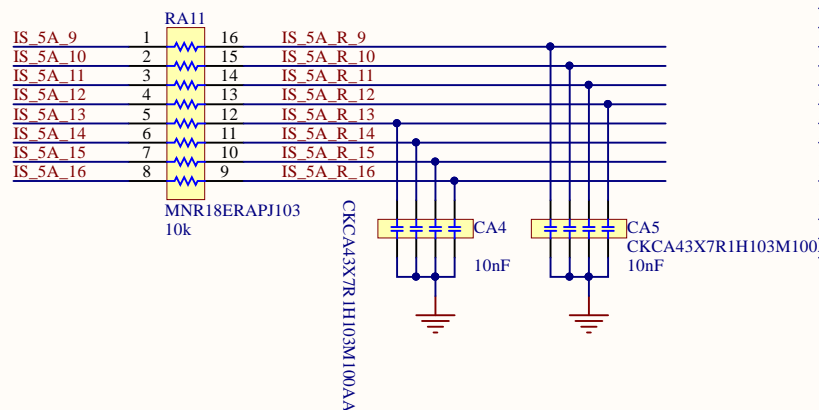 RA11
IS_5A_9 1 16 IS_5A_R_9
IS_5A_10 2 15 IS_5A_R_10
IS_5A_11 3 14 IS_5A_R_11
IS_5A_12 4 13 IS_5A_R_12
IS_5A_13 5 12 IS_5A_R_13
IS_5A_14 6 11 IS_5A_R_14
IS_5A_15 7 10 IS_5A_R_15
IS_5A_16 8 9 IS_5A_R_16
MNR18ERAPJ103
10k
CKCA43X7R1H103M100AA
CA4
10nF
CA5
CKCA43X7R1H103M100
10nF